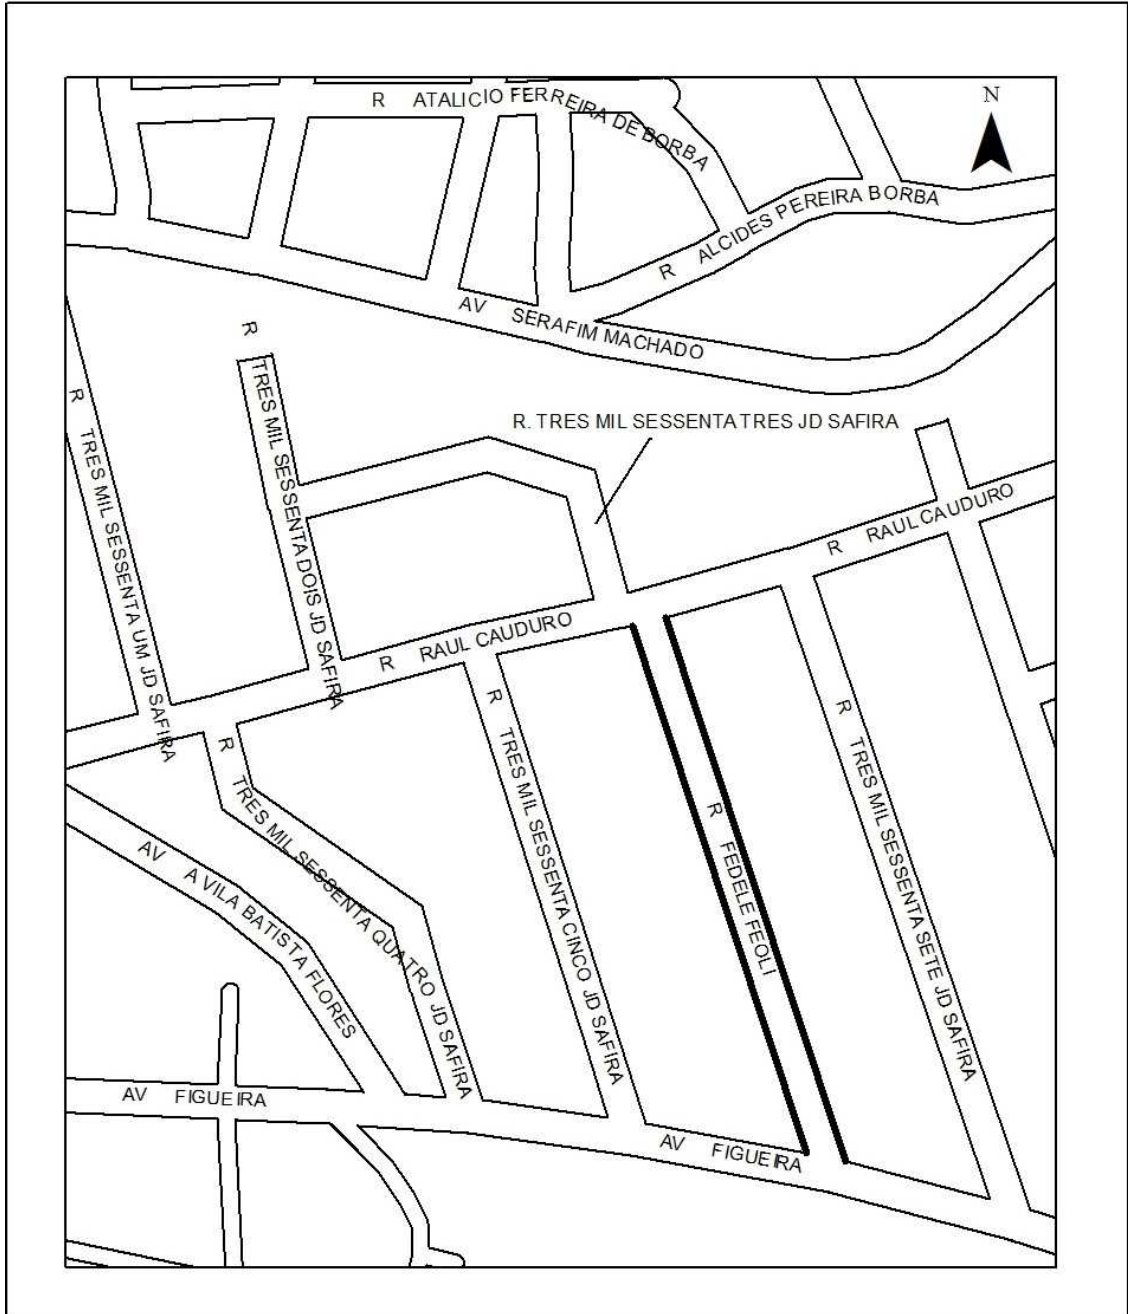 R ATALICIO FERREIRA DE BORBA
N
R ALCIDES PEREIRA BORBA
AV SERAFIM MACHADO
R TRES MIL SESSENTA UM JD SAFIRA
R TRES MIL SESSENTA DOIS JD SAFIRA
R. TRES MIL SESSENTA TRES JD SAFIRA
R RAUL CAUDURO
R RAUL CAUDURO
R TRES MIL SESSENTA QUATRO JD SAFIRA
R TRES MIL SESSENTA CINCO JD SAFIRA
R FEDELE FEOLI
R TRES MIL SESSENTA SETE JD SAFIRA
AV A VILA BATISTA FLORES
AV FIGUEIRA
AV FIGUEIRA